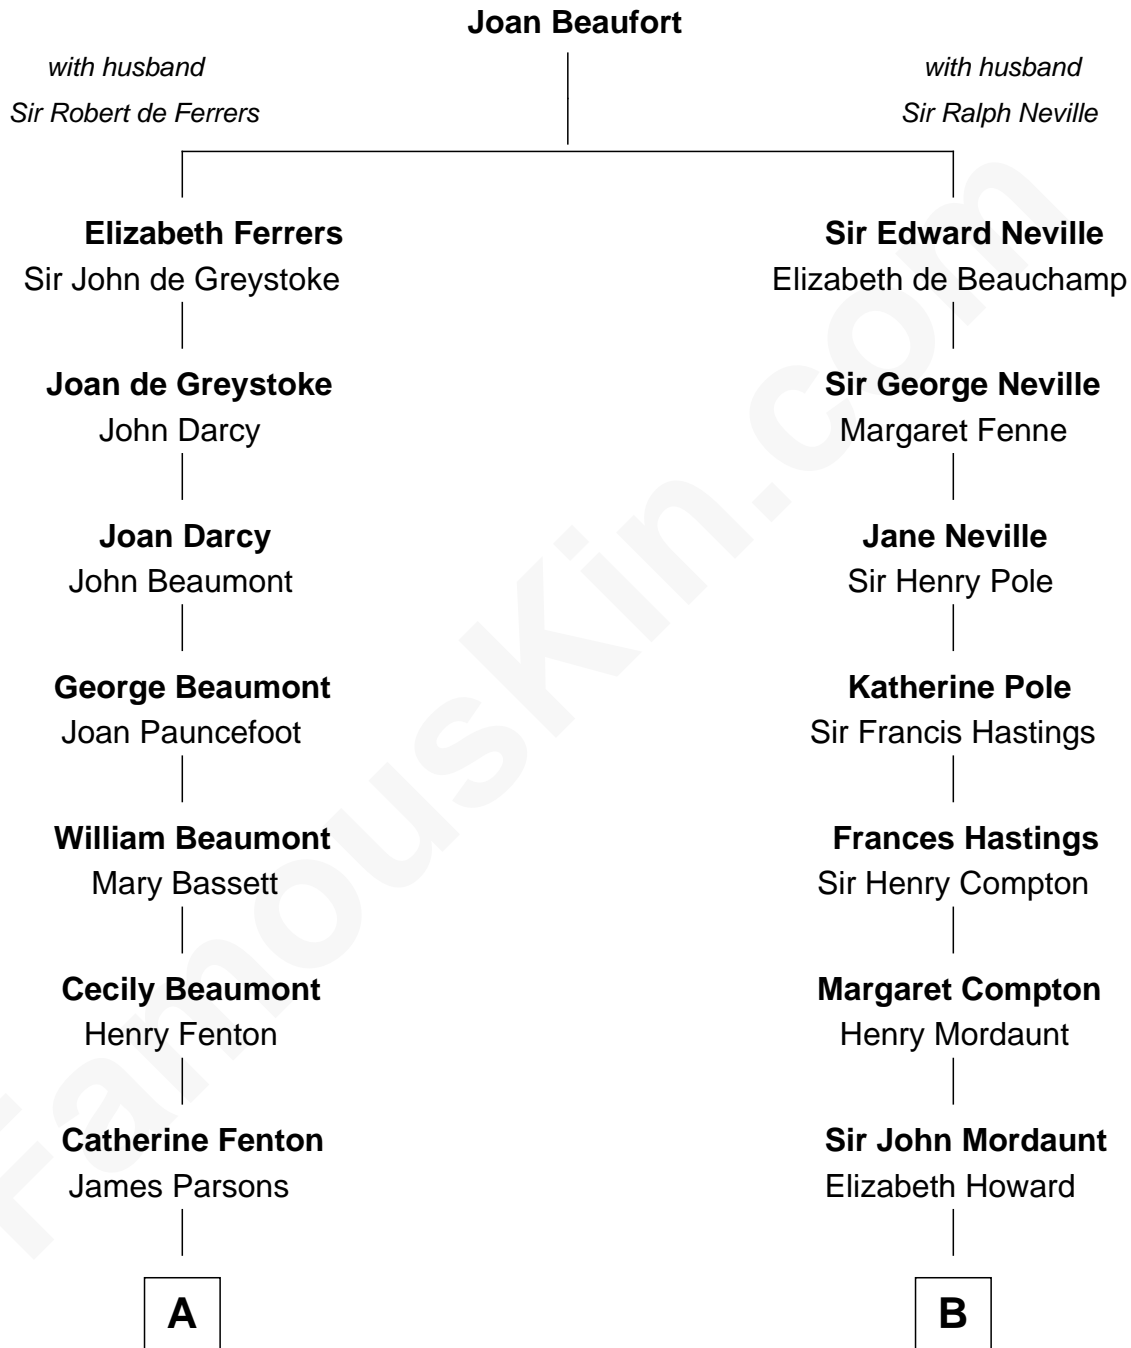 Joan Beaufort
with husband
Sir Robert de Ferrers
with husband
Sir Ralph Neville
Elizabeth Ferrers
Sir John de Greystoke
Sir Edward Neville
Elizabeth de Beauchamp
Joan de Greystoke
John Darcy
Sir George Neville
Margaret Fenne
Joan Darcy
John Beaumont
Jane Neville
Sir Henry Pole
George Beaumont
Joan Pauncefoot
Katherine Pole
Sir Francis Hastings
William Beaumont
Mary Bassett
Frances Hastings
Sir Henry Compton
Cecily Beaumont
Henry Fenton
Margaret Compton
Henry Mordaunt
Catherine Fenton
James Parsons
Sir John Mordaunt
Elizabeth Howard
A
B
FamousKin.com